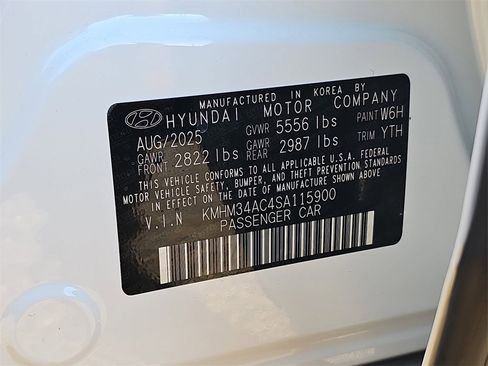 MANUFACTURED IN KOREA BY
HYUNDAI MOTOR COMPANY
AUG/2025 GVWR 5556 lbs PAINT W6H
GAWR FRONT 2822 lbs GAWR REAR 2987 lbs TRIM YTH
THIS VEHICLE CONFORMS TO ALL APPLICABLE U.S.A. FEDERAL
MOTOR VEHICLE SAFETY, BUMPER, AND THEFT PREVENTION STANDARDS
IN EFFECT ON THE DATE OF MANUFACTURE SHOWN ABOVE.
V.I.N KMHM34AC4SA115900
PASSENGER CAR